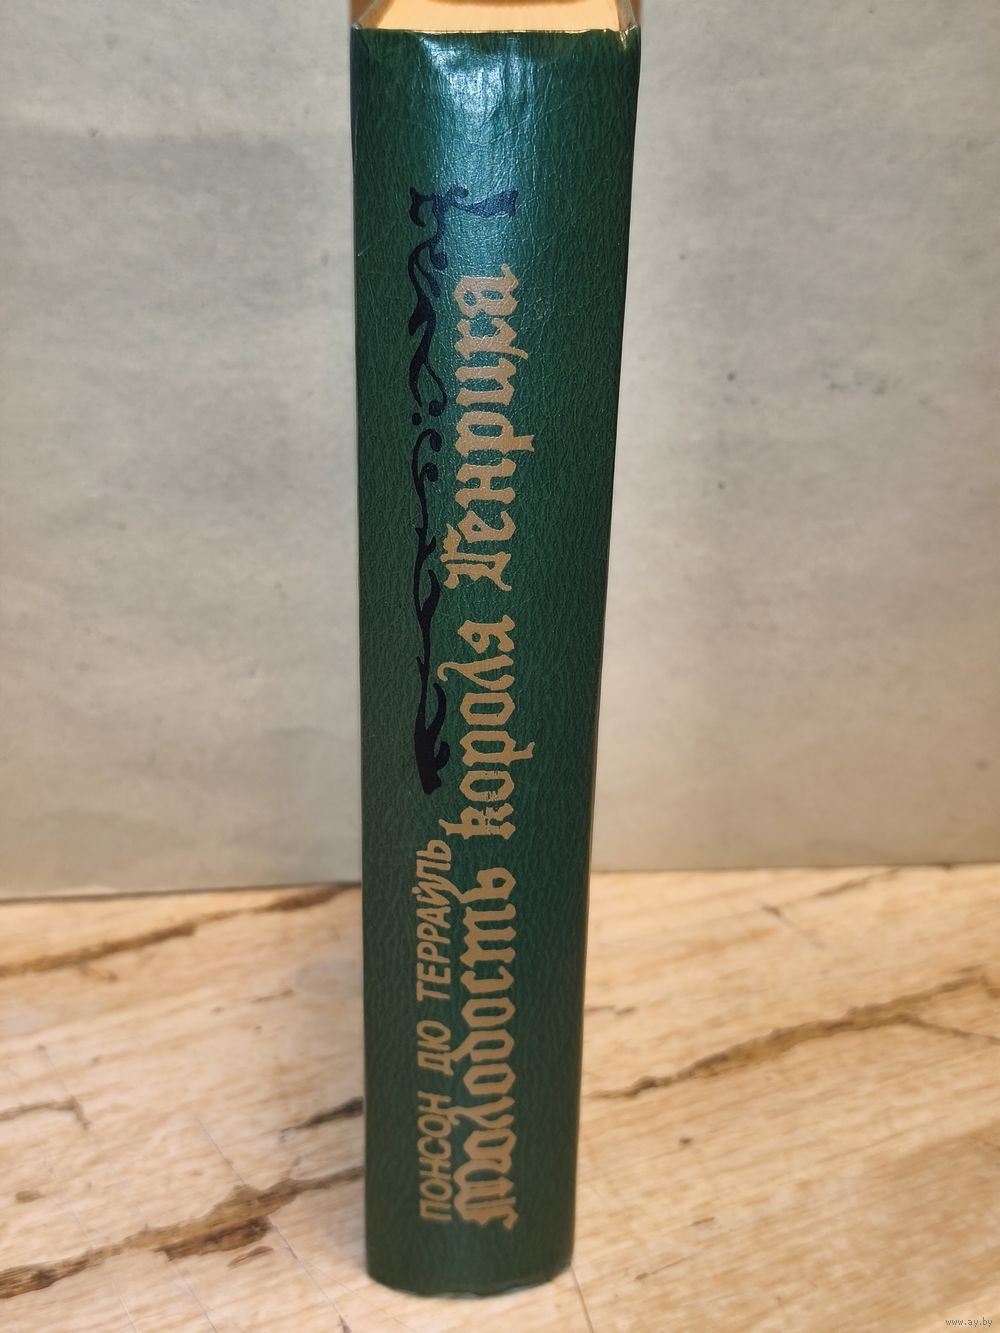 ПОНСОН ДЮ ТЕРРАЙЛЬ
Молодость короля Генриха
www.ay.by